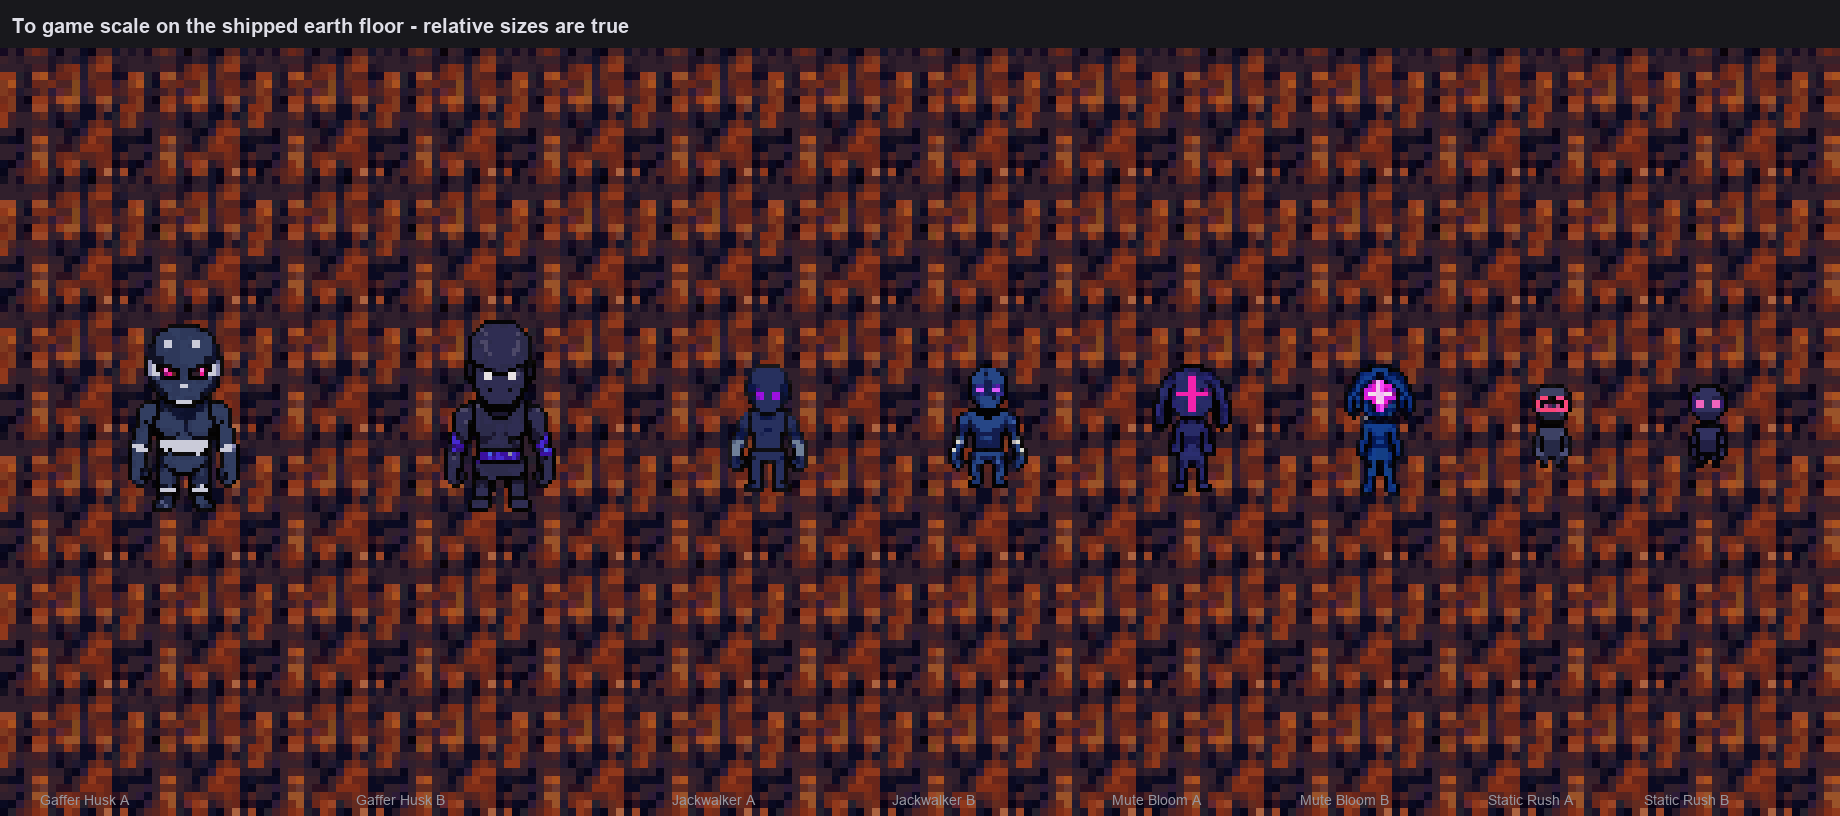 To game scale on the shipped earth floor - relative sizes are true
Gaffer Husk A
Gaffer Husk B
Jackwalker A
Jackwalker B
Mute Bloom A
Mute Bloom B
Static Rush A
Static Rush B